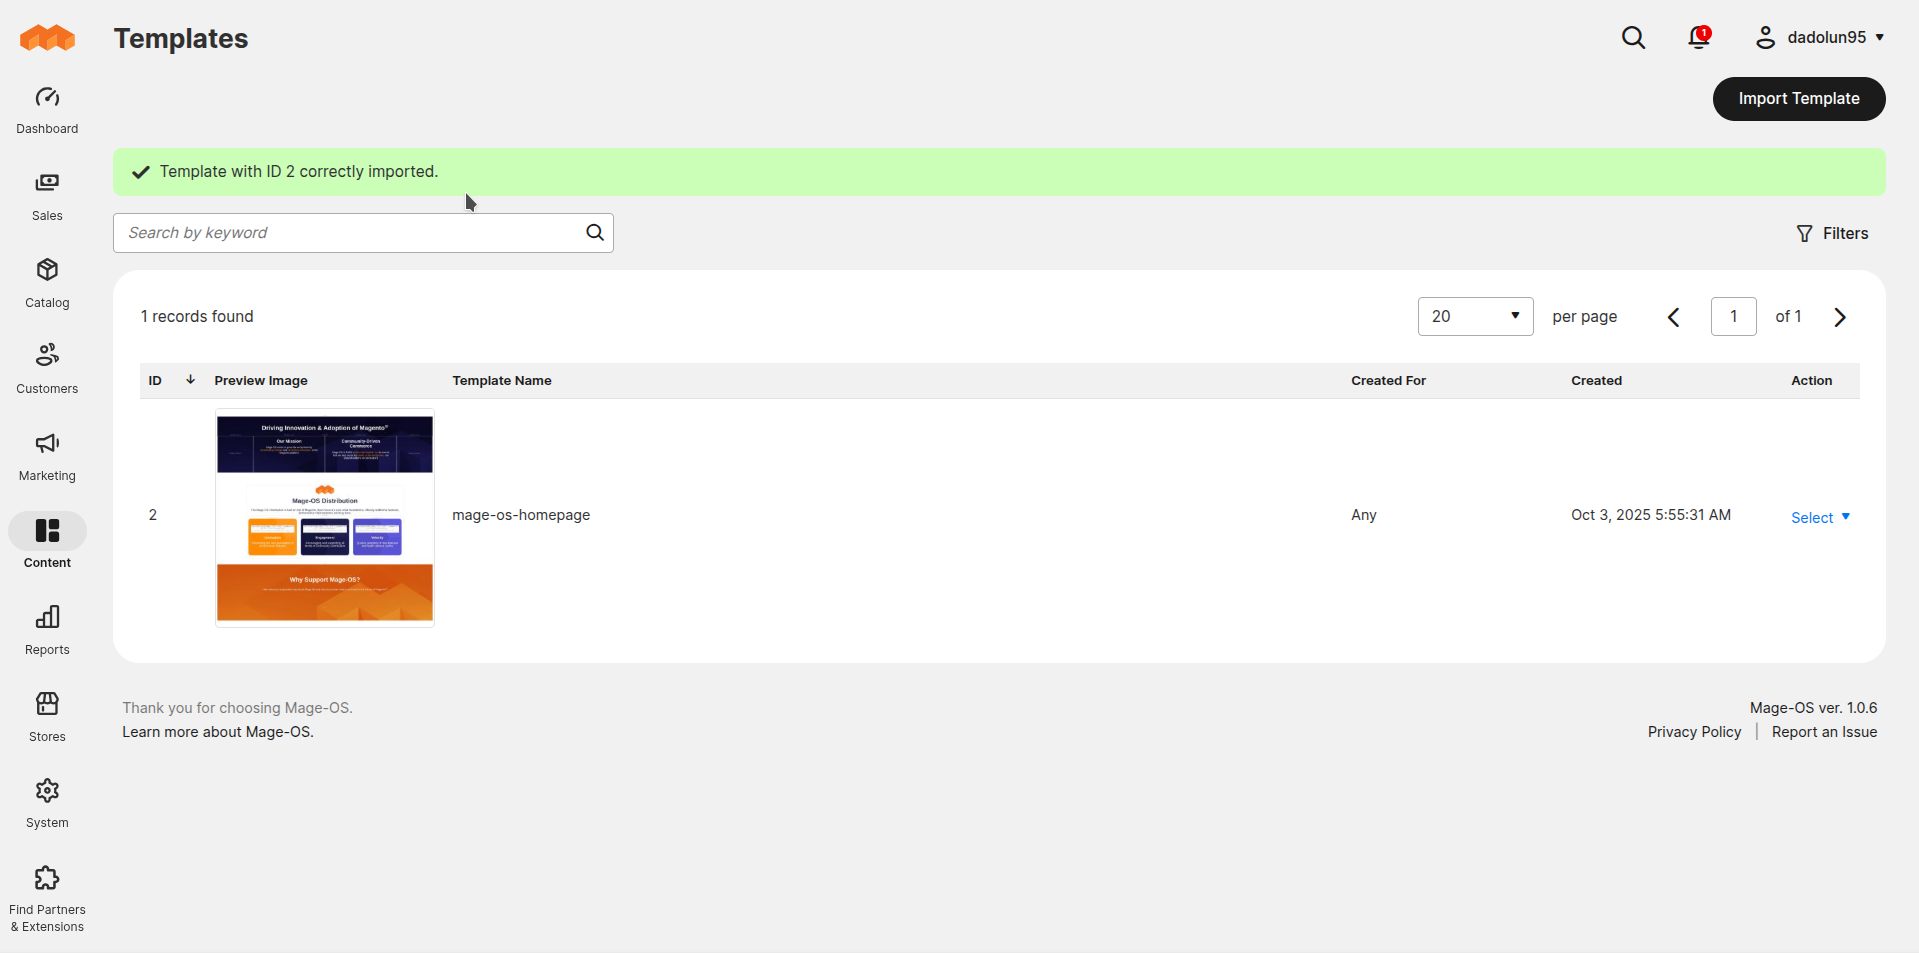 Templates
1
dadolun95
Import Template
Dashboard
Template with ID 2 correctly imported.
Sales
Search by keyword
Filters
Catalog
1 records found
20
per page
1
of 1
Customers
ID
Preview Image
Template Name
Created For
Created
Action
Driving Innovation & Adoption of Magento
Our Mission
Community-Driven
Commerce
Marketing
Mage-OS Distribution
2
mage-os-homepage
Any
Oct 3, 2025 5:55:31 AM
Select
Content
Why Support Mage-OS?
Reports
Thank you for choosing Mage-OS.
Learn more about Mage-OS.
Mage-OS ver. 1.0.6
Privacy Policy
Report an Issue
Stores
System
Find Partners
& Extensions